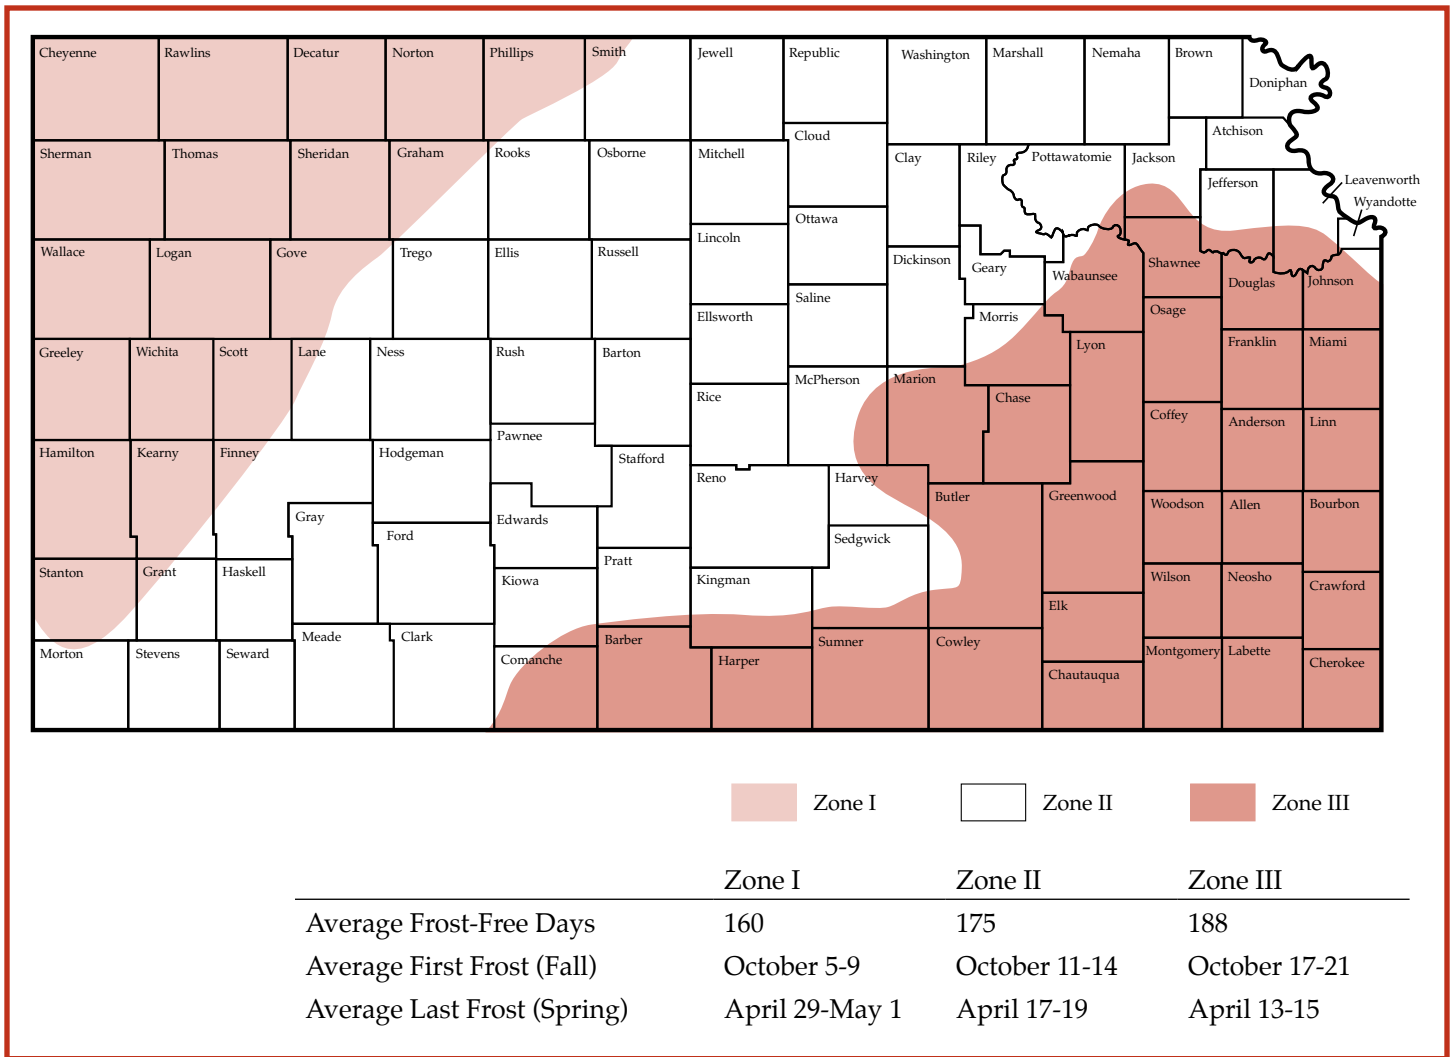 Cheyenne
Rawlins
Decatur
Norton
Phillips
Smith
Jewell
Republic
Washington
Marshall
Nemaha
Brown
Doniphan
Atchison
Cloud
Sherman
Thomas
Sheridan
Graham
Rooks
Osborne
Mitchell
Clay
Riley
Pottawatomie
Jackson
Jefferson
Leavenworth
Wyandotte
Ottawa
Wallace
Logan
Gove
Trego
Ellis
Russell
Lincoln
Dickinson
Geary
Wabaunsee
Shawnee
Douglas
Johnson
Saline
Ellsworth
Morris
Osage
Greeley
Wichita
Scott
Lane
Ness
Rush
Barton
Lyon
Franklin
Miami
McPherson
Marion
Rice
Chase
Coffey
Anderson
Linn
Hamilton
Kearny
Finney
Hodgeman
Pawnee
Stafford
Reno
Harvey
Butler
Greenwood
Woodson
Allen
Bourbon
Gray
Ford
Edwards
Sedgwick
Stanton
Grant
Haskell
Kiowa
Pratt
Kingman
Wilson
Neosho
Crawford
Elk
Morton
Stevens
Seward
Meade
Clark
Comanche
Barber
Harper
Sumner
Cowley
Chautauqua
Montgomery
Labette
Cherokee
Zone I
Zone II
Zone III
Zone I Zone II Zone III
Average Frost-Free Days 160 175 188
Average First Frost (Fall) October 5-9 October 11-14 October 17-21
Average Last Frost (Spring) April 29-May 1 April 17-19 April 13-15